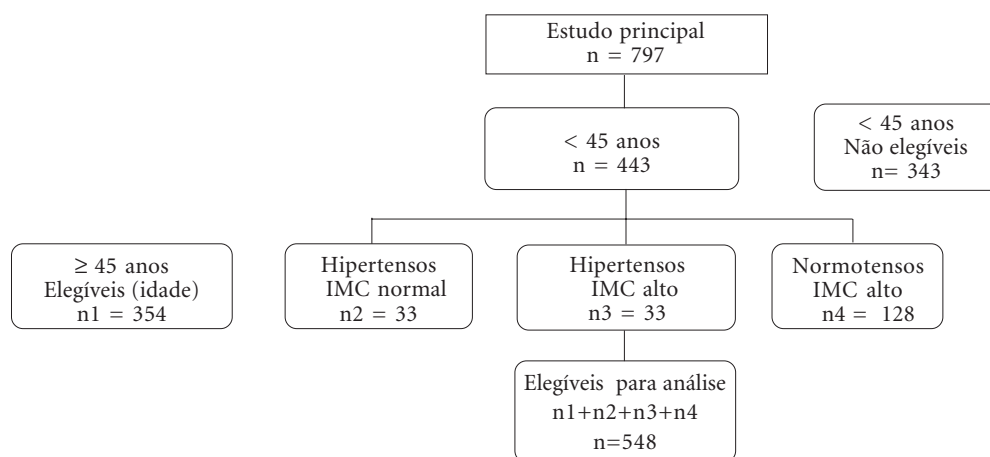 Estudo principal
n = 797
< 45 anos
n = 443
< 45 anos
Não elegíveis
n= 343
≥ 45 anos
Elegíveis (idade)
n1 = 354
Hipertensos
IMC normal
n2 = 33
Hipertensos
IMC alto
n3 = 33
Normotensos
IMC alto
n4 = 128
Elegíveis para análise
n1+n2+n3+n4
n=548